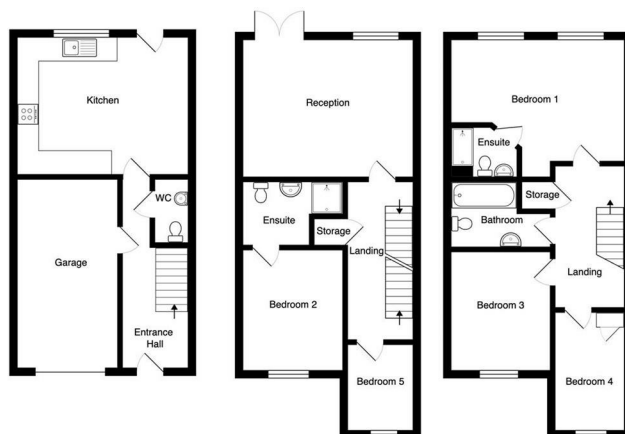 Kitchen
WC
Garage
Entrance
Hall
Reception
Ensuite
Storage
Landing
Bedroom 2
Bedroom 5
Bedroom 1
Ensuite
Storage
Bathroom
Landing
Bedroom 3
Bedroom 4